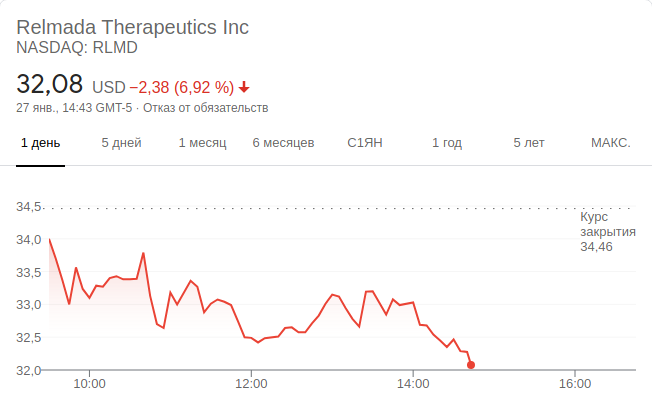 Relmada Therapeutics Inc
NASDAQ: RLMD
32,08 USD −2,38 (6,92 %)
27 янв., 14:43 GMT-5 · Отказ от обязательств
1 день 5 дней 1 месяц 6 месяцев С1ЯН 1 год 5 лет МАКС.
34,5
Курс
закрытия
34,46
34,0
33,5
33,0
32,5
32,0
10:00 12:00 14:00 16:00